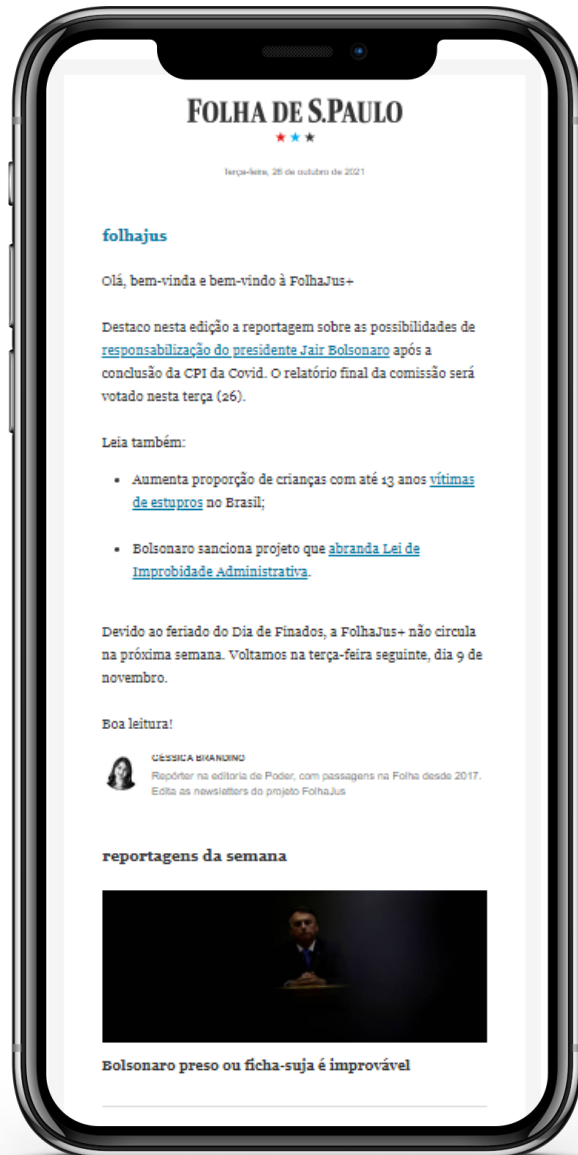 FOLHA DE S.PAULO
Terça-feira, 26 de outubro de 2021
folhajus
Olá, bem-vinda e bem-vindo à FolhaJus+
Destaco nesta edição a reportagem sobre as possibilidades de
responsabilização do presidente Jair Bolsonaro após a
conclusão da CPI da Covid. O relatório final da comissão será
votado nesta terça (26).
Leia também:
• Aumenta proporção de crianças com até 13 anos vítimas
de estupros no Brasil;
• Bolsonaro sanciona projeto que abranda Lei de
Improbidade Administrativa.
Devido ao feriado do Dia de Finados, a FolhaJus+ não circula
na próxima semana. Voltamos na terça-feira seguinte, dia 9 de
novembro.
Boa leitura!
GÉSSICA BRANDINO
Repórter na editoria de Poder, com passagens na Folha desde 2017.
Edita as newsletters do projeto FolhaJus
reportagens da semana
Bolsonaro preso ou ficha-suja é improvável